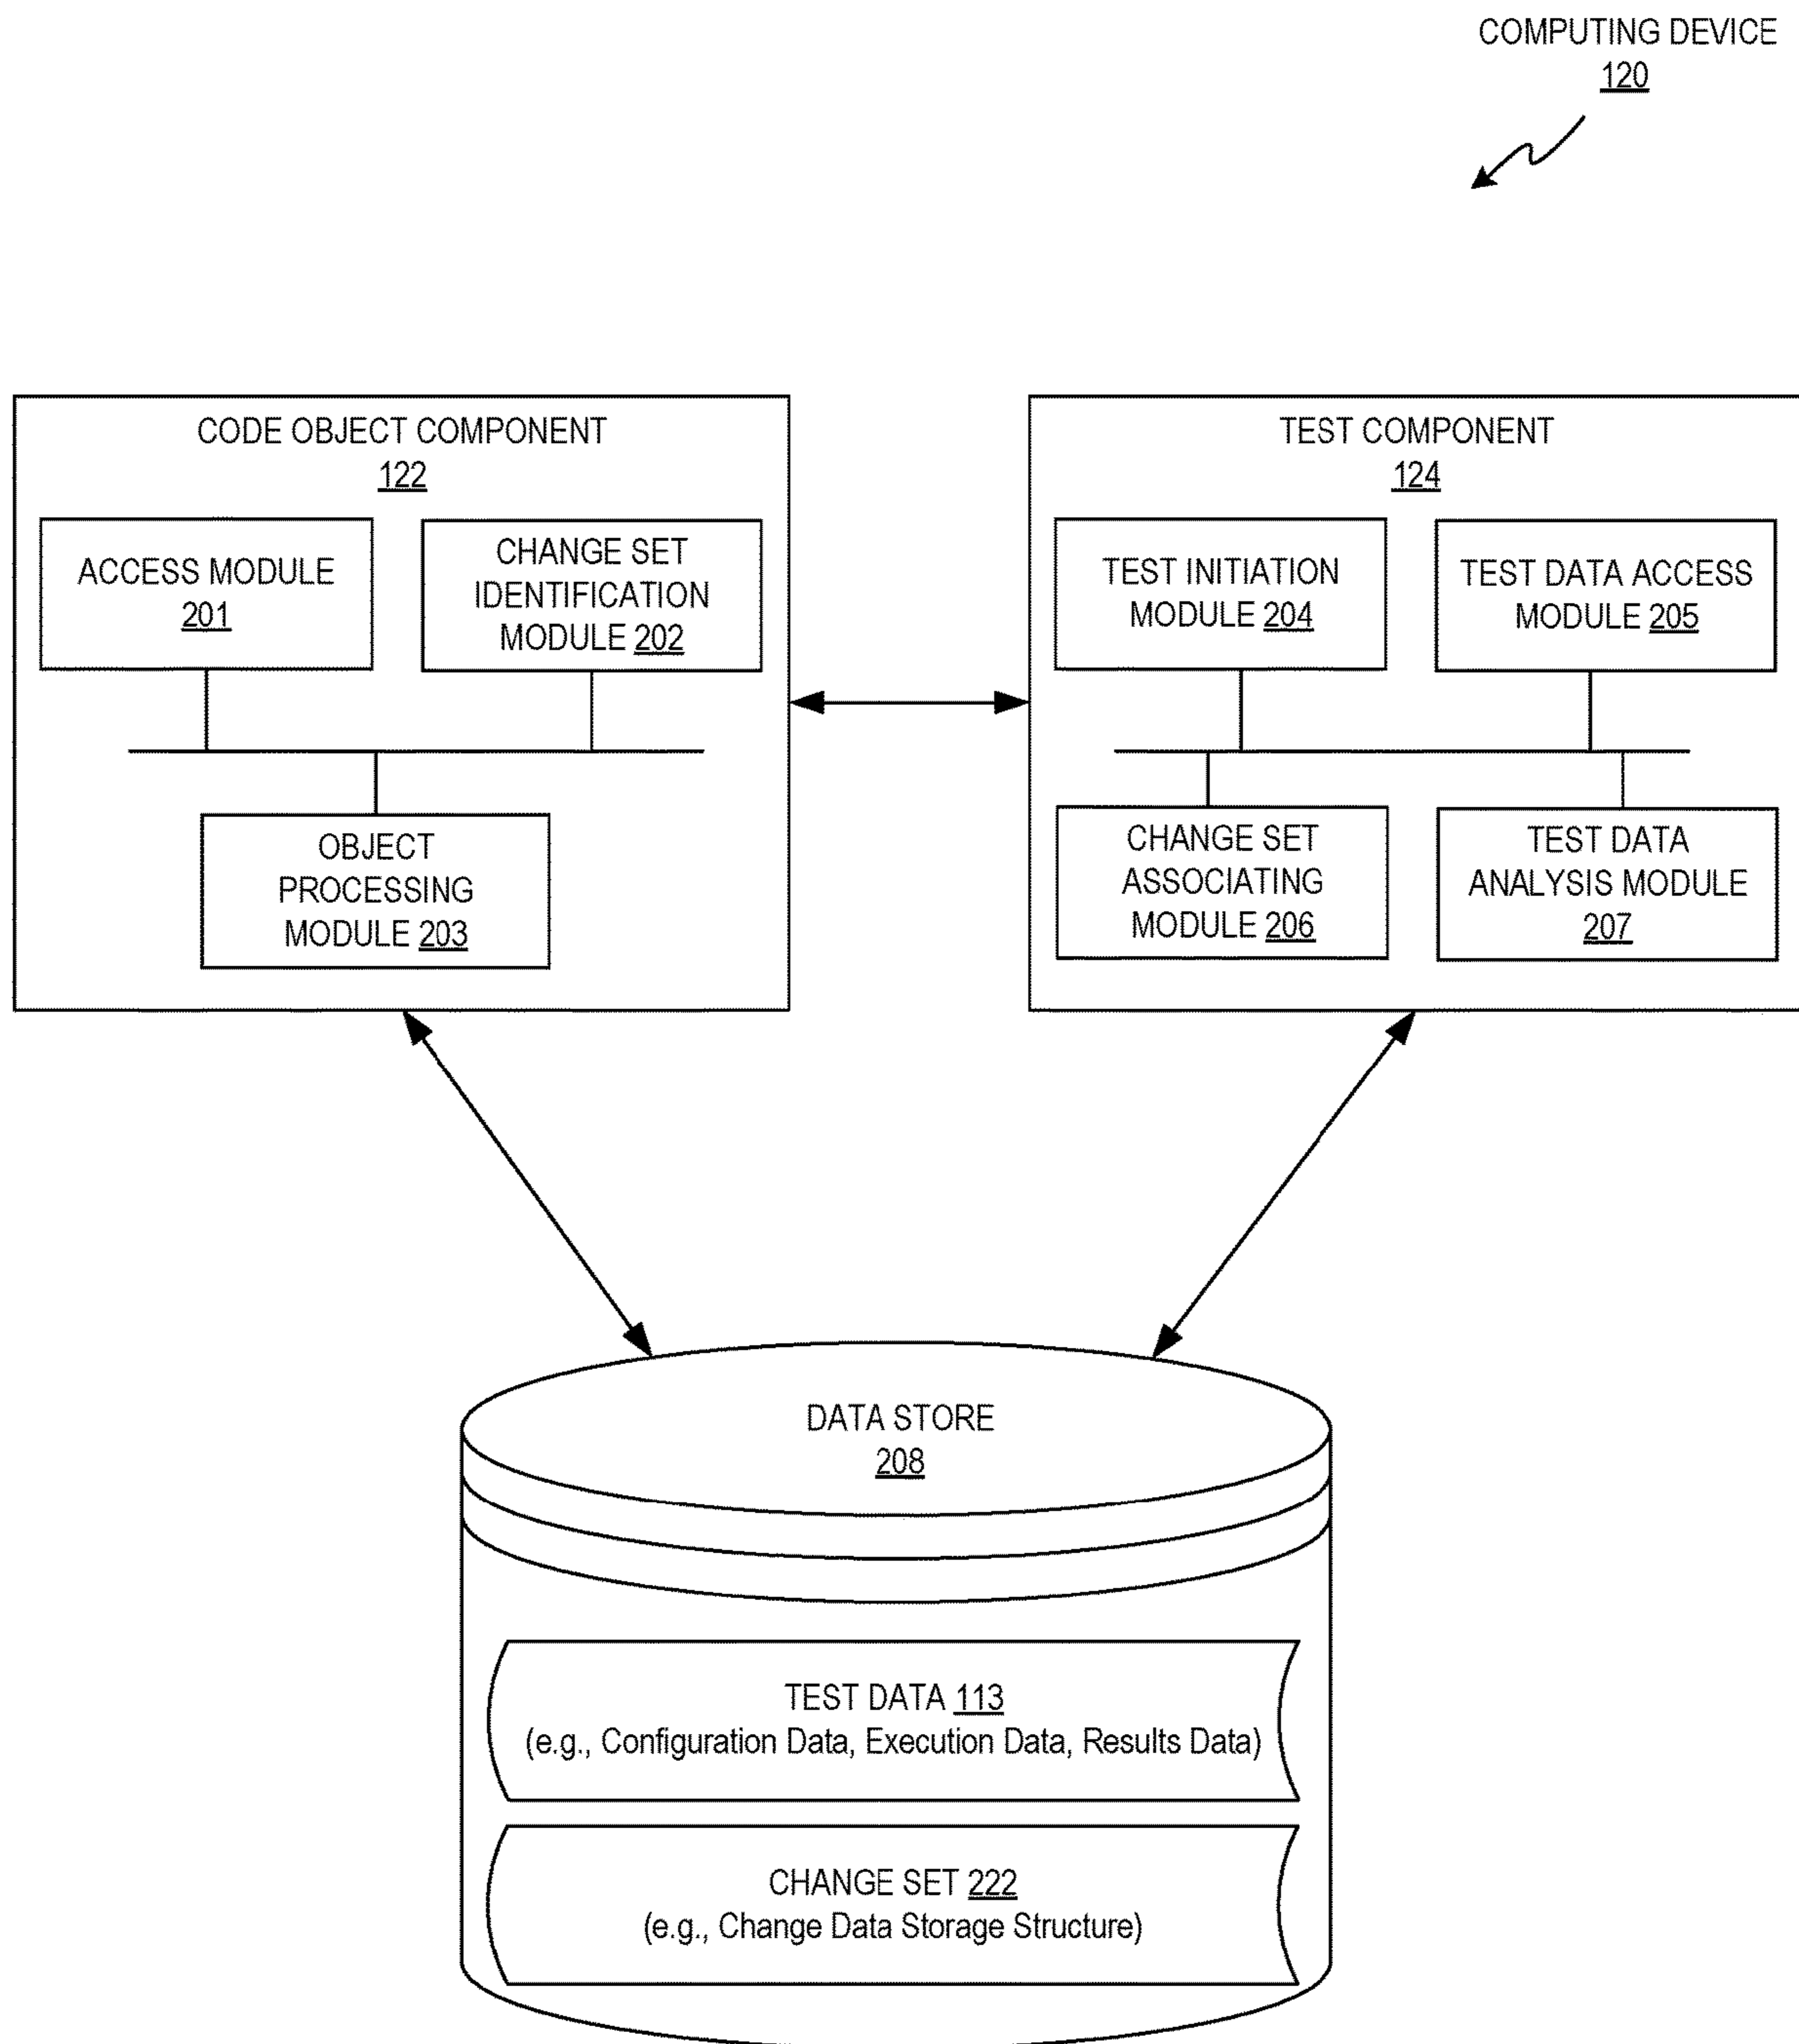 COMPUTING DEVICE
120
CODE OBJECT COMPONENT
122
ACCESS MODULE
201
CHANGE SET
IDENTIFICATION
MODULE 202
OBJECT
PROCESSING
MODULE 203
TEST COMPONENT
124
TEST INITIATION
MODULE 204
TEST DATA ACCESS
MODULE 205
CHANGE SET
ASSOCIATING
MODULE 206
TEST DATA
ANALYSIS MODULE
207
DATA STORE
208
TEST DATA 113
(e.g., Configuration Data, Execution Data, Results Data)
CHANGE SET 222
(e.g., Change Data Storage Structure)